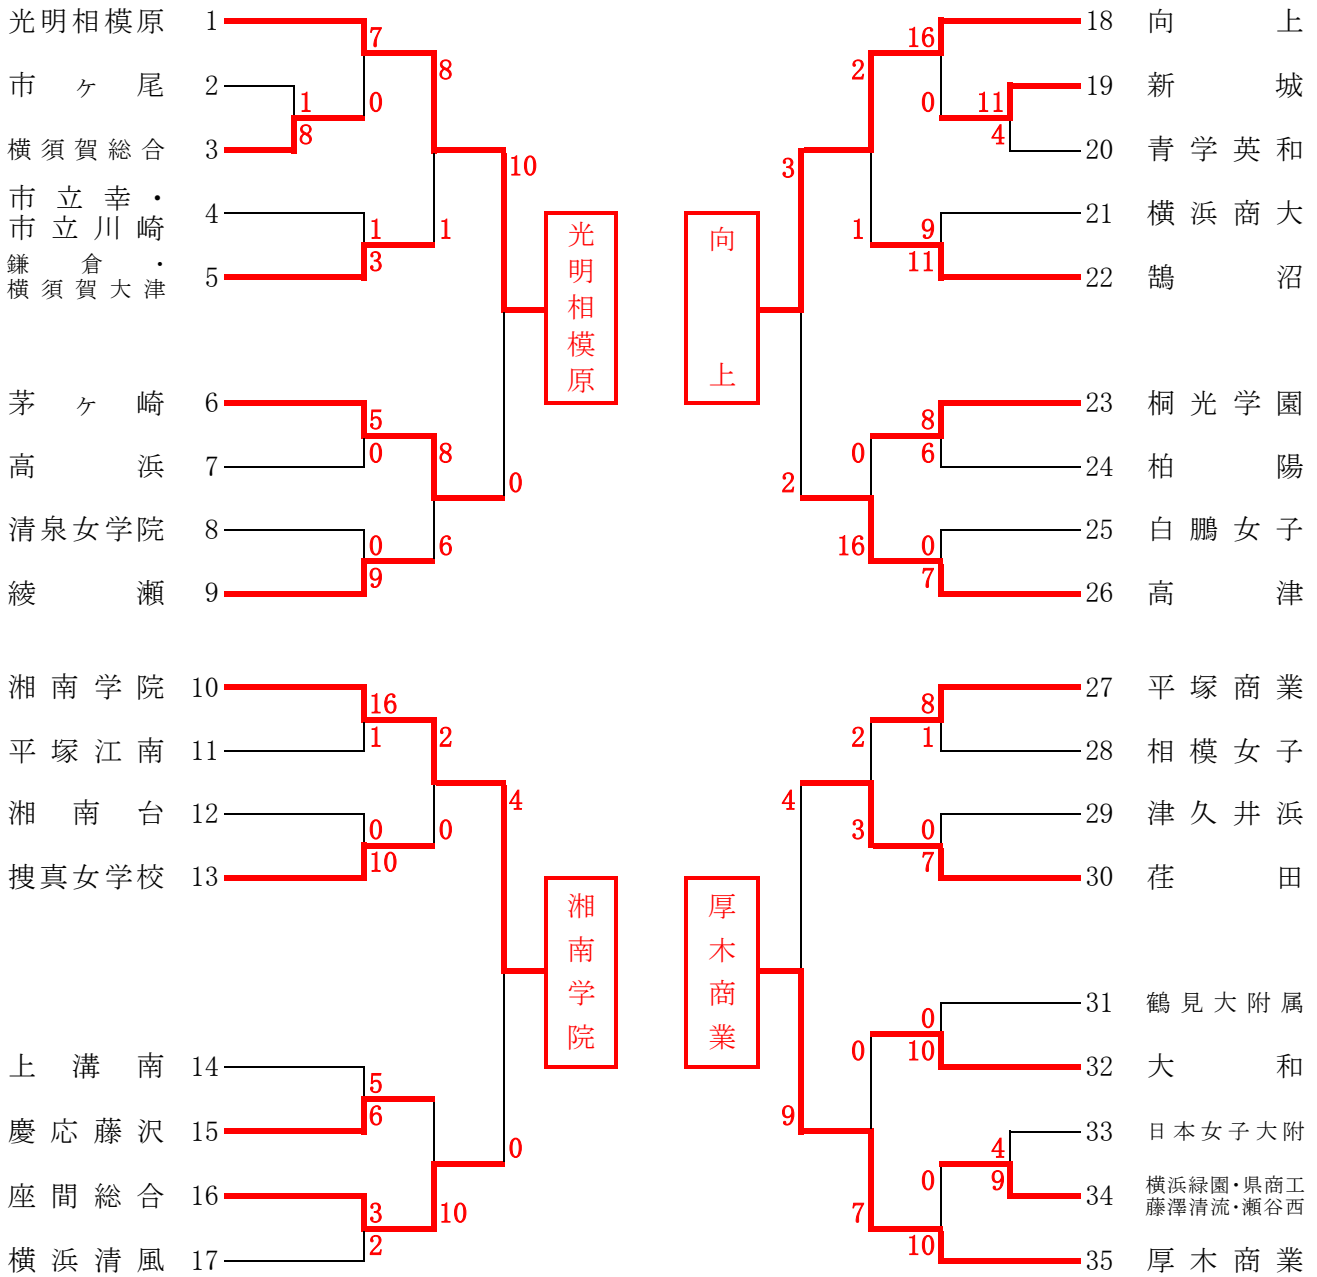 光明相模原 1
市ヶ尾 2
横須賀総合 3
市立幸・
市立川崎 4
鎌倉・
横須賀大津 5
茅ヶ崎 6
高浜 7
清泉女学院 8
綾瀬 9
湘南学院 10
平塚江南 11
湘南台 12
捜真女学校 13
上溝南 14
慶応藤沢 15
座間総合 16
横浜清風 17
7
0
1
8
1
3
8
1
10
5
0
0
9
8
6
0
16
1
0
10
2
0
4
5
6
3
2
10
0
光明相模原
湘南学院
向上
厚木商業
16
0
11
4
9
11
2
1
3
8
6
0
7
0
16
2
8
1
0
7
2
3
4
0
10
4
9
0
10
0
7
9
18 向上
19 新城
20 青学英和
21 横浜商大
22 鵠沼
23 桐光学園
24 柏陽
25 白鵬女子
26 高津
27 平塚商業
28 相模女子
29 津久井浜
30 荏田
31 鶴見大附属
32 大和
33 日本女子大附
34 横浜緑園・県商工
藤澤清流・瀬谷西
35 厚木商業